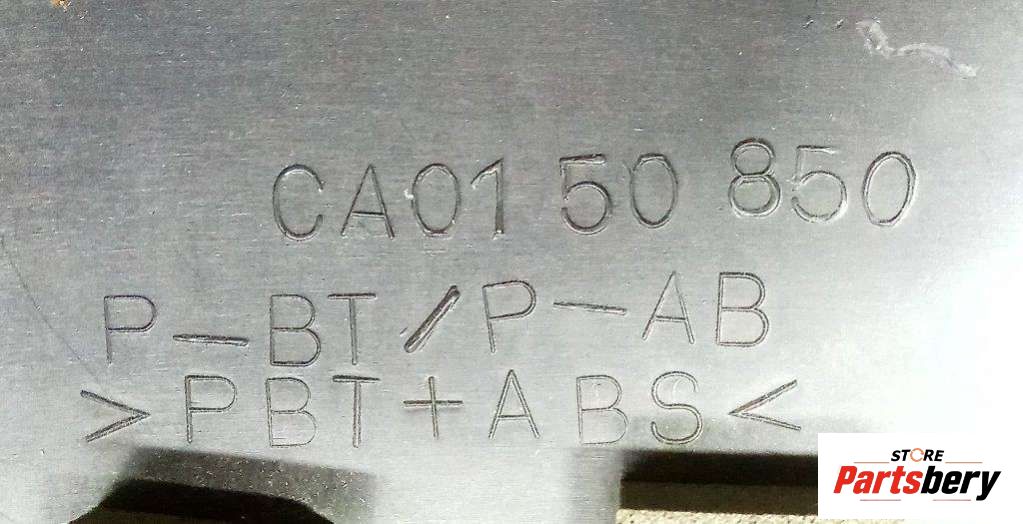 CA01 50 850
P-BT/P-AB
>PBT+ABS<
STORE
Partsbery